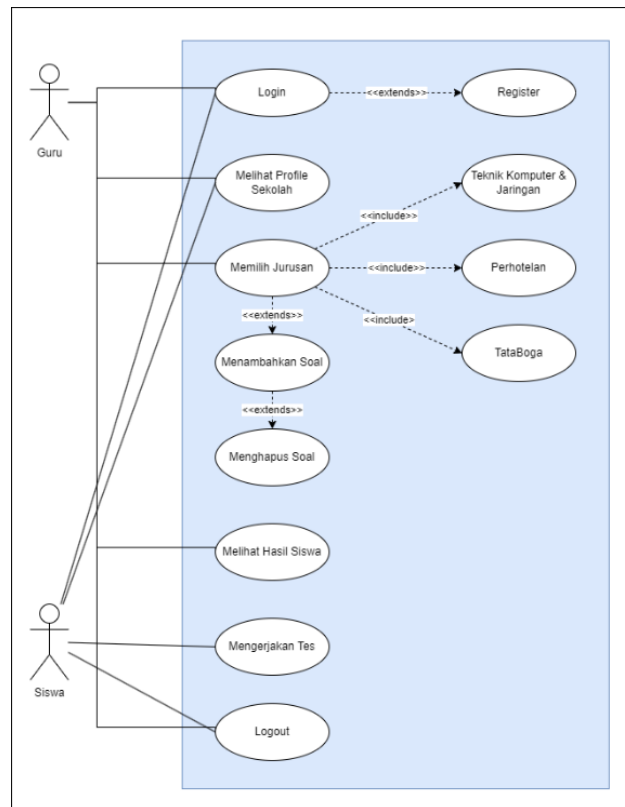 Guru
Login
<<extends>>
Register
Melihat Profile
Sekolah
Teknik Komputer &
Jaringan
<<include>>
Memilih Jurusan
<<include>>
Perhotelan
<<extends>>
<<include>
Menambahkan Soal
TataBoga
<<extends>>
Menghapus Soal
Melihat Hasil Siswa
Siswa
Mengerjakan Tes
Logout